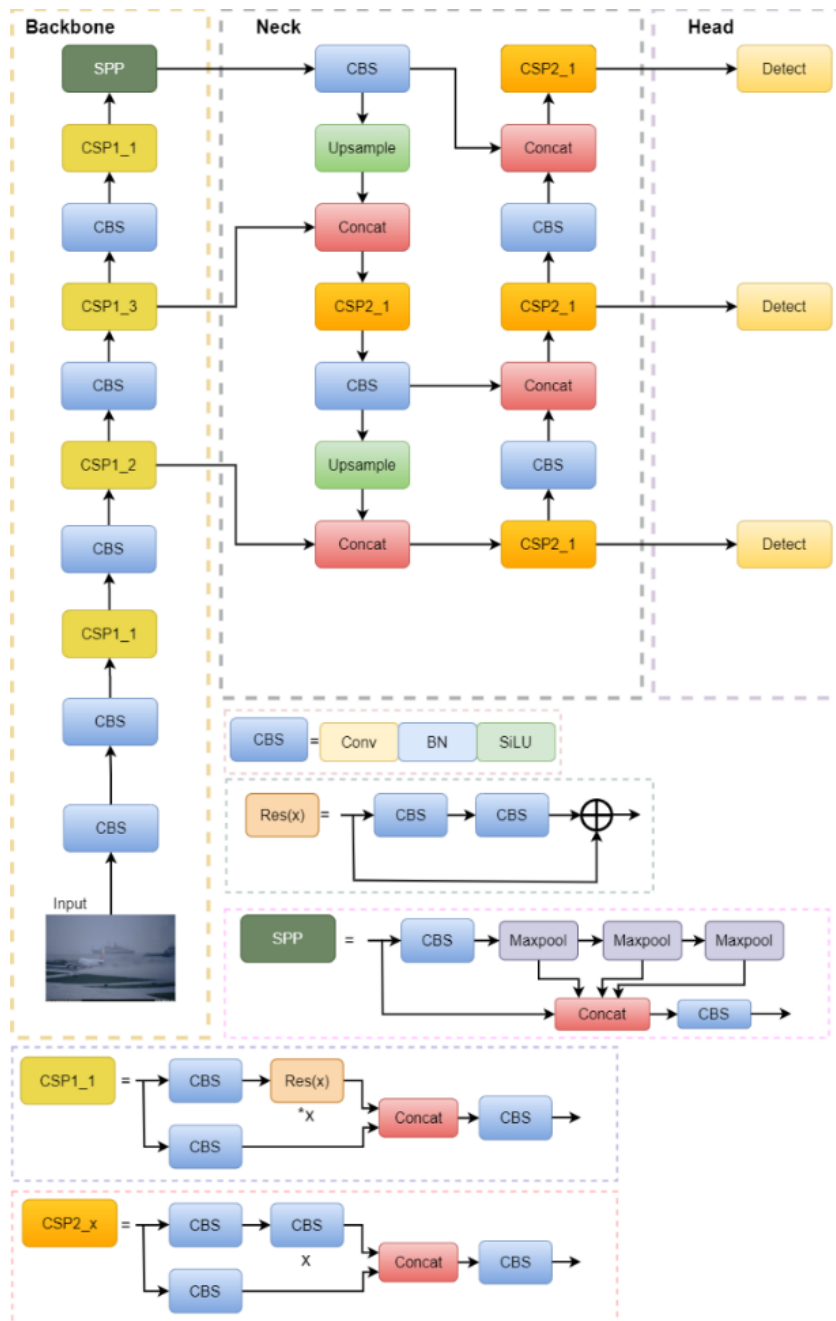 Backbone
Neck
Head
SPP
CBS
CSP2_1
Detect
CSP1_1
Upsample
Concat
CBS
Concat
CBS
CSP1_3
CSP2_1
CSP2_1
Detect
CBS
CBS
Concat
CSP1_2
Upsample
CBS
CBS
Concat
CSP2_1
Detect
CSP1_1
CBS
CBS
Input
CBS = Conv BN SiLU
Res(x) = CBS CBS
SPP = CBS Maxpool Maxpool Maxpool
Concat CBS
CSP1_1 = CBS Res(x)
*x
Concat CBS
CBS
CSP2_x = CBS CBS
x
Concat CBS
CBS